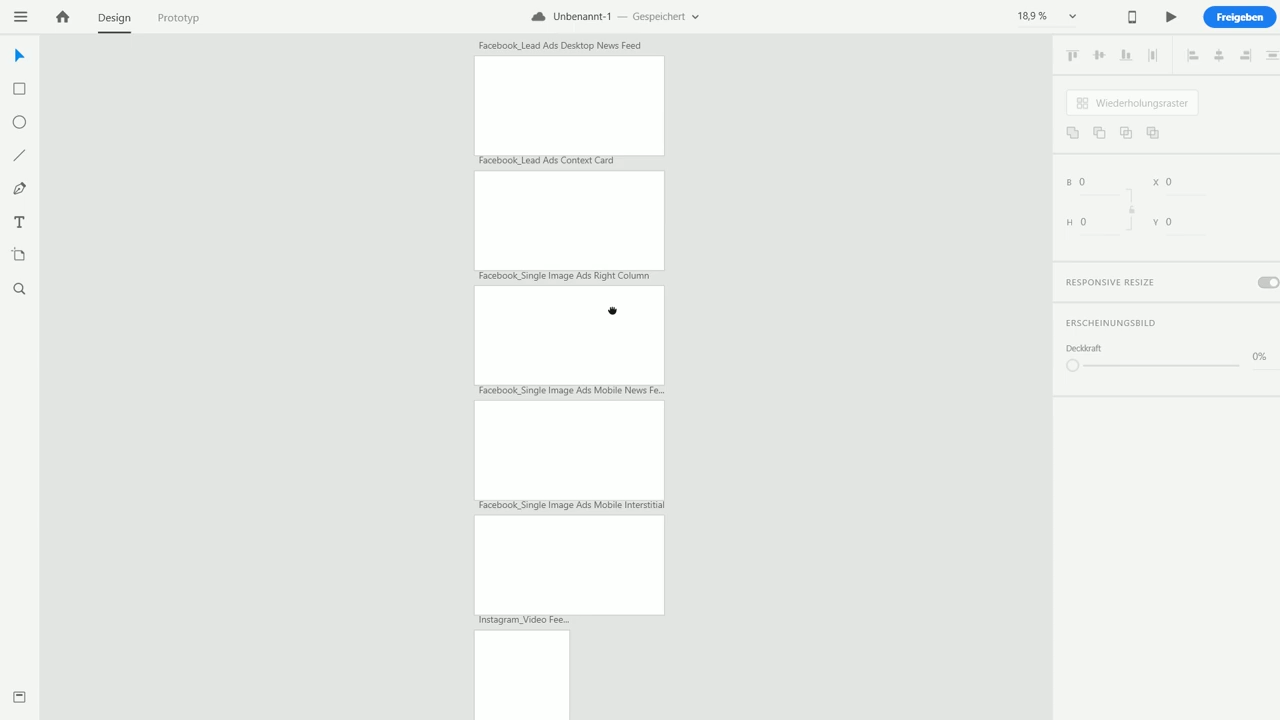 Design
Prototyp
Unbenannt-1 — Gespeichert
18,9 %
Freigeben
Facebook_Lead Ads Desktop News Feed
Facebook_Lead Ads Context Card
Facebook_Single Image Ads Right Column
Facebook_Single Image Ads Mobile News Fe...
Facebook_Single Image Ads Mobile Interstitial
Instagram_Video Fee...
Wiederholungsraster
B 0 X 0
H 0 Y 0
RESPONSIVE RESIZE
ERSCHEINUNGSBILD
Deckkraft
0%